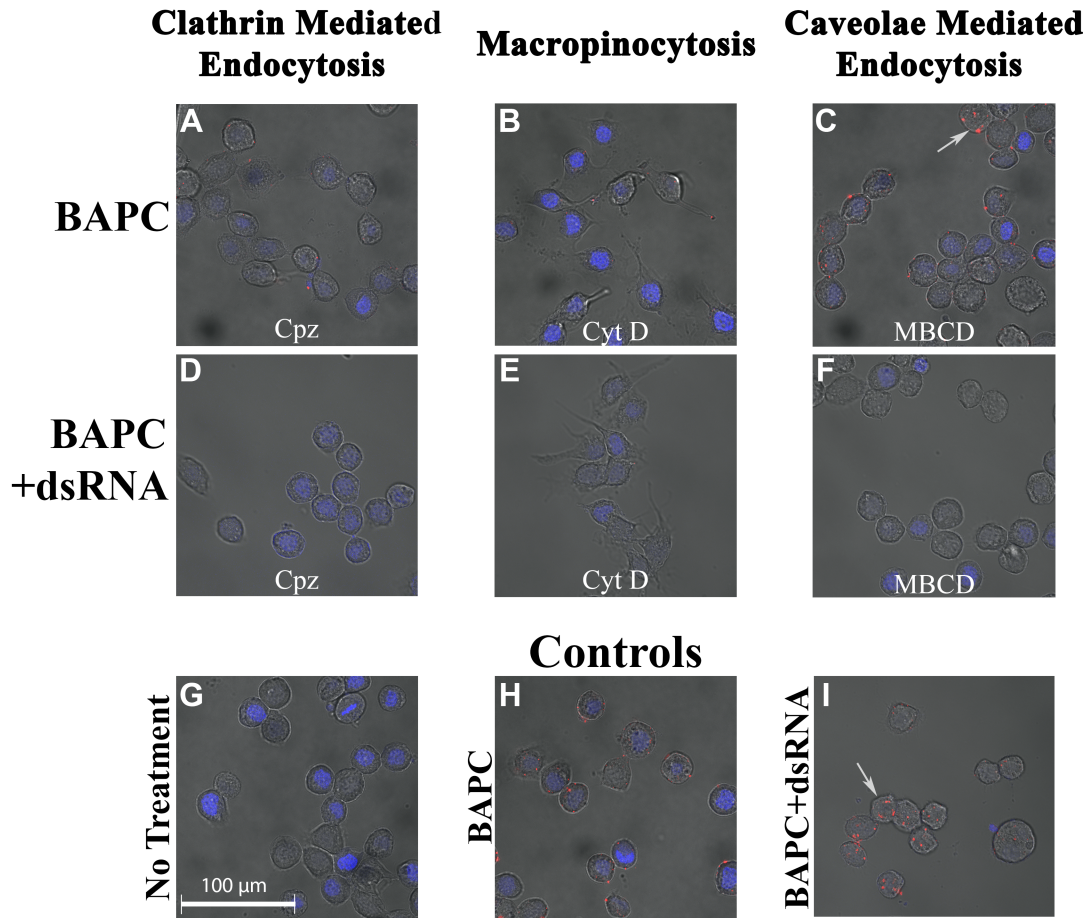 Clathrin Mediated
Endocytosis
Macropinocytosis
Caveolae Mediated
Endocytosis
BAPC
A
Cpz
B
Cyt D
C
MBCD
BAPC
+dsRNA
D
Cpz
E
Cyt D
F
MBCD
Controls
No Treatment
G
100 µm
BAPC
H
BAPC+dsRNA
I